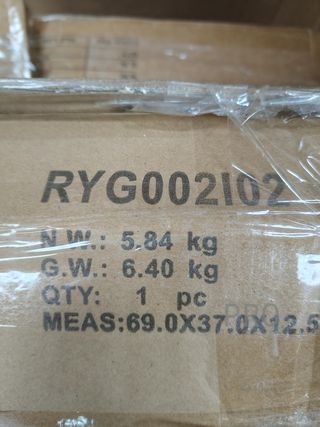 RYG002I02
N.W.: 5.84 kg
G.W.: 6.40 kg
QTY: 1 pc
MEAS:69.0X37.0X12.5